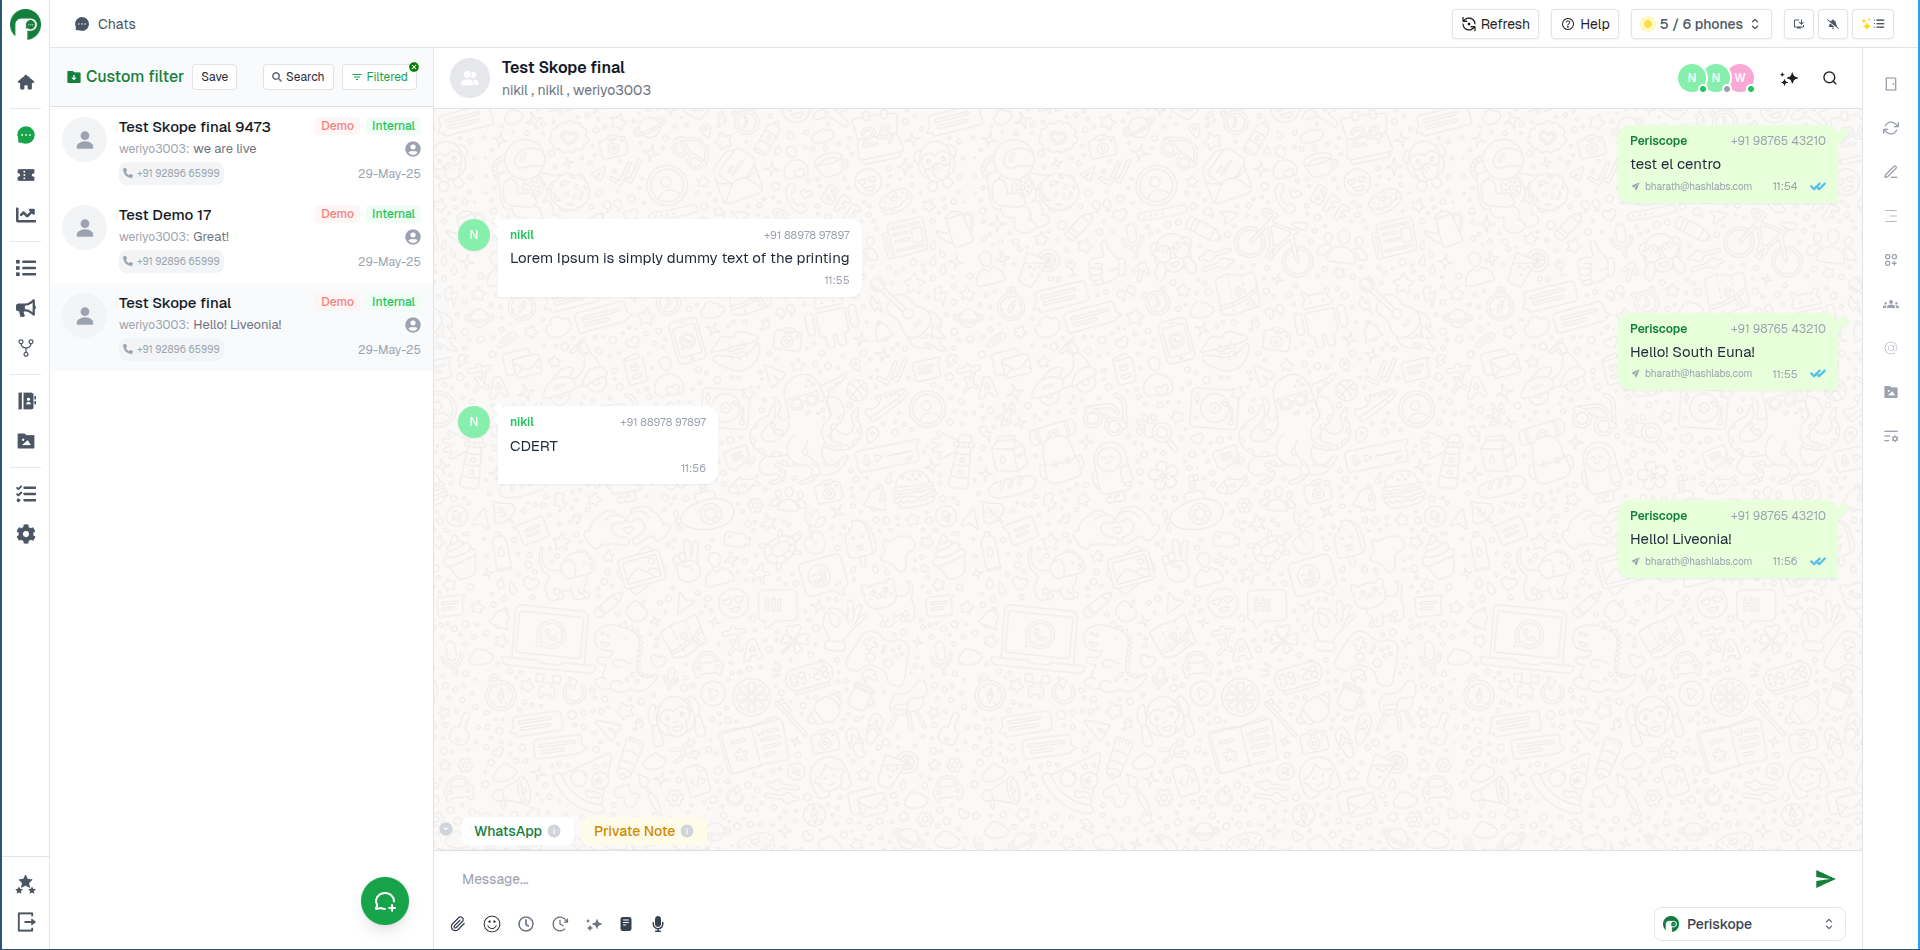 Chats
Refresh
Help
5 / 6 phones
Custom filter
Save
Search
Filtered
Test Skope final 9473
Demo
Internal
weriyo3003: we are live
+91 92896 65999
29-May-25
Test Demo 17
Demo
Internal
weriyo3003: Great!
+91 92896 65999
29-May-25
Test Skope final
Demo
Internal
weriyo3003: Hello! Liveonia!
+91 92896 65999
29-May-25
Test Skope final
nikil , nikil , weriyo3003
N
N
W
Periscope
+91 98765 43210
test el centro
bharath@hashlabs.com
11:54
N
nikil
+91 88978 97897
Lorem Ipsum is simply dummy text of the printing
11:55
Periscope
+91 98765 43210
Hello! South Euna!
bharath@hashlabs.com
11:55
N
nikil
+91 88978 97897
CDERT
11:56
Periscope
+91 98765 43210
Hello! Liveonia!
bharath@hashlabs.com
11:56
WhatsApp
Private Note
Message...
Periskope